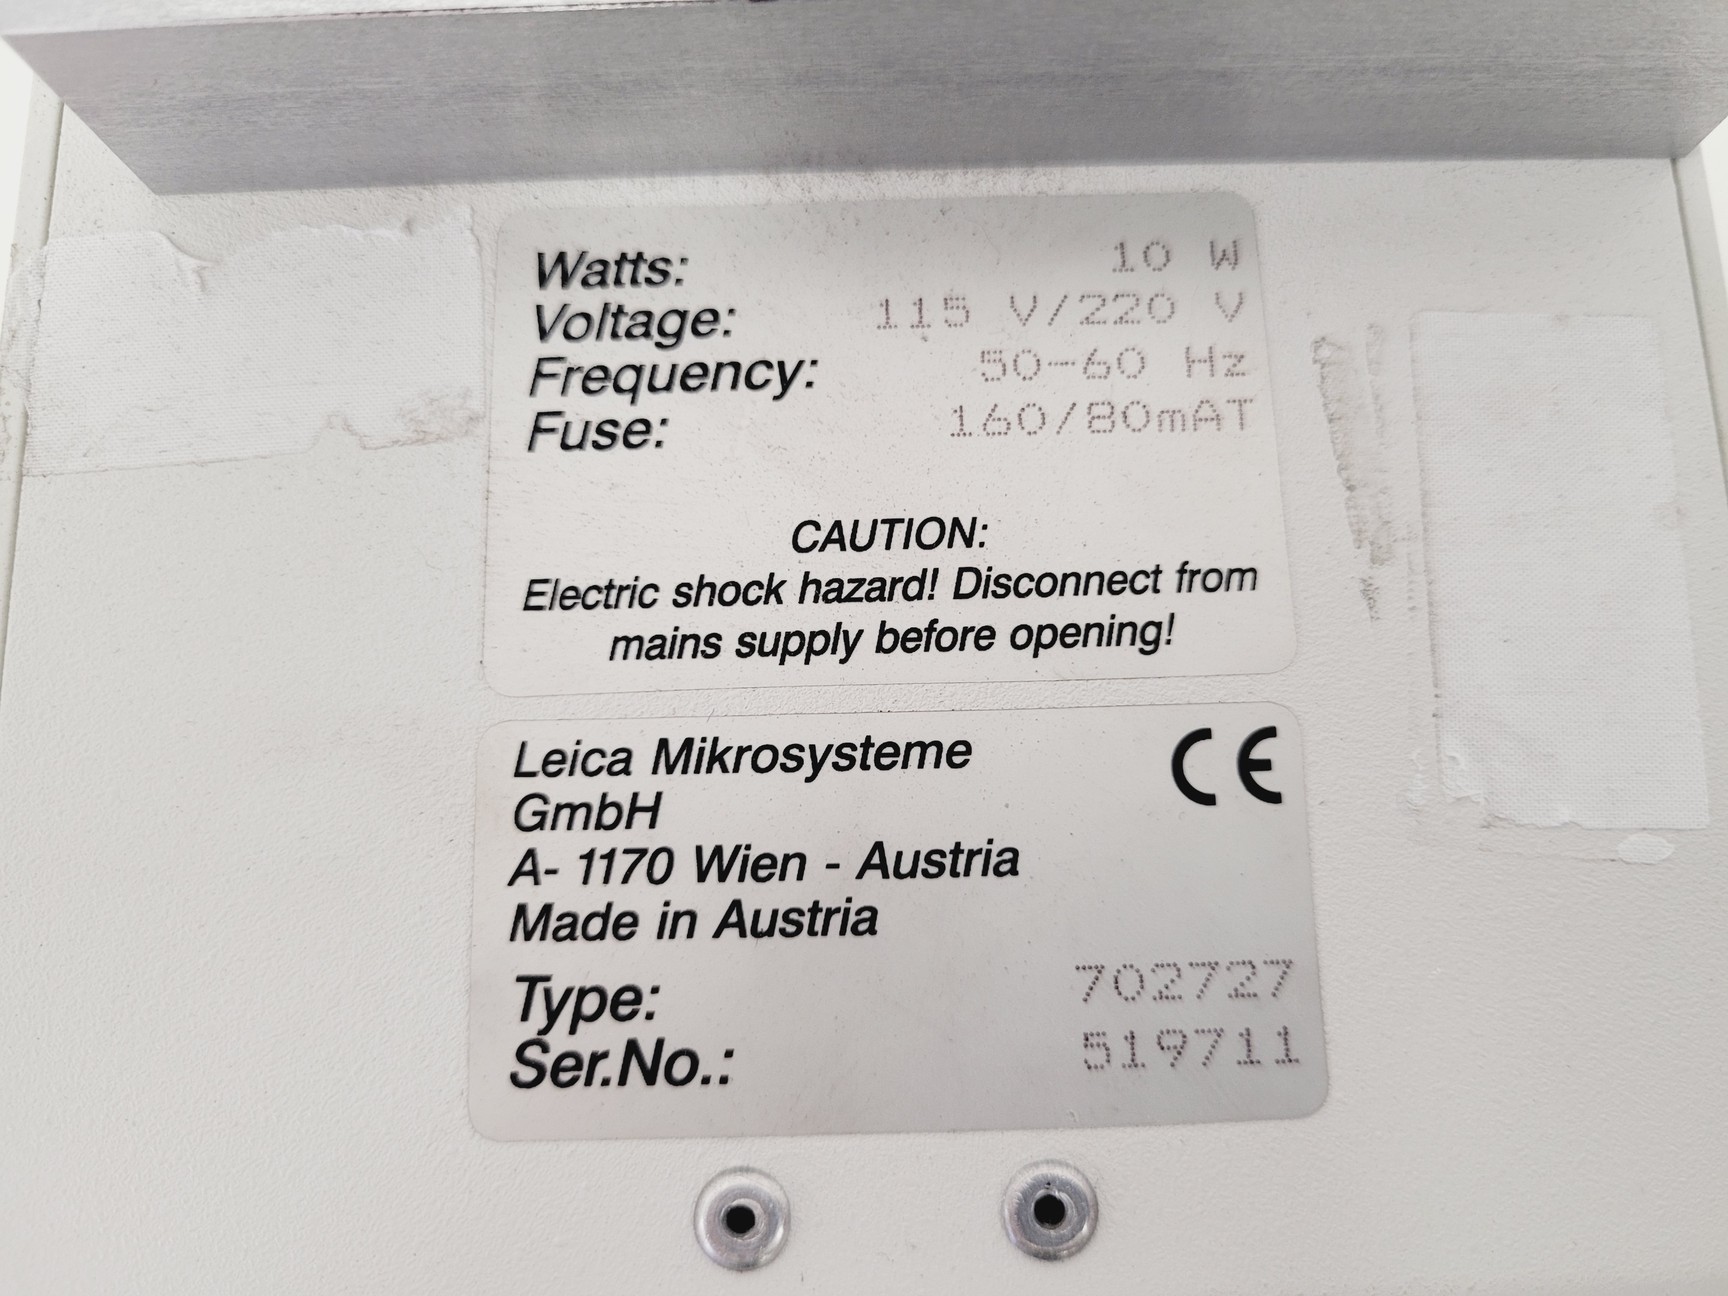 Watts: 10 W
Voltage: 115 V/220 V
Frequency: 50-60 Hz
Fuse: 160/80mAT
CAUTION:
Electric shock hazard! Disconnect from
mains supply before opening!
Leica Mikrosysteme CE
GmbH
A- 1170 Wien - Austria
Made in Austria
Type: 702727
Ser.No.: 519711